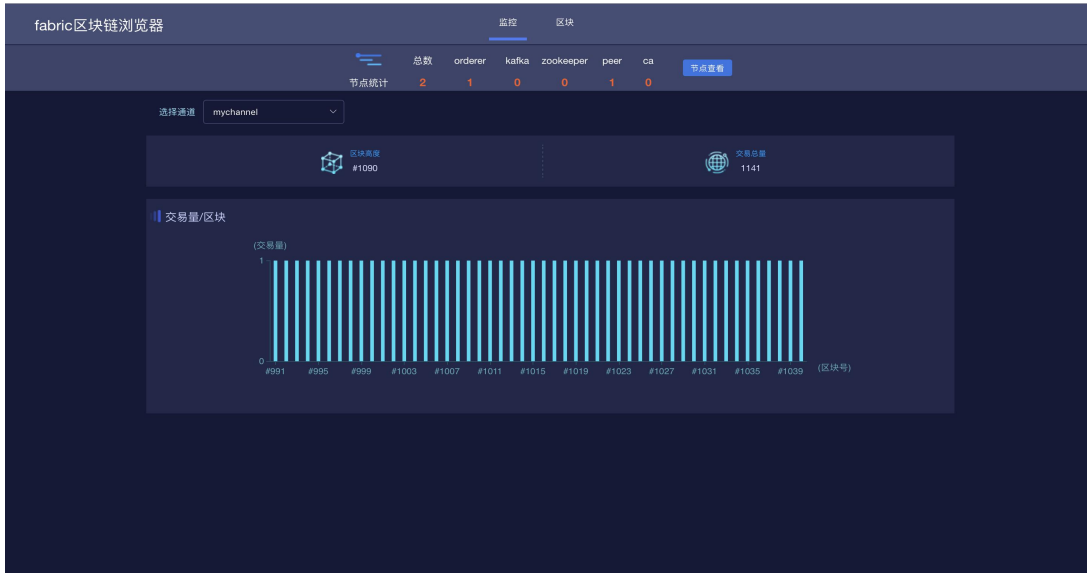 fabric区块链浏览器
监控 区块
总数 orderer kafka zookeeper peer ca
节点查看
节点统计 2 1 0 0 1 0
选择通道 mychannel
区块高度
#1090
交易总量
1141
交易量/区块
(交易量)
1
0
#991 #995 #999 #1003 #1007 #1011 #1015 #1019 #1023 #1027 #1031 #1035 #1039 (区块号)